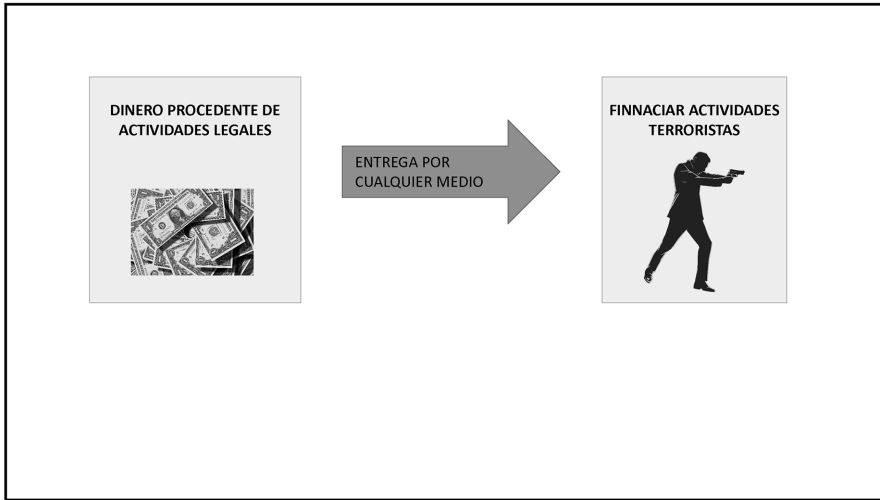 DINERO PROCEDENTE DE
ACTIVIDADES LEGALES
ENTREGA POR
CUALQUIER MEDIO
FINNACIAR ACTIVIDADES
TERRORISTAS